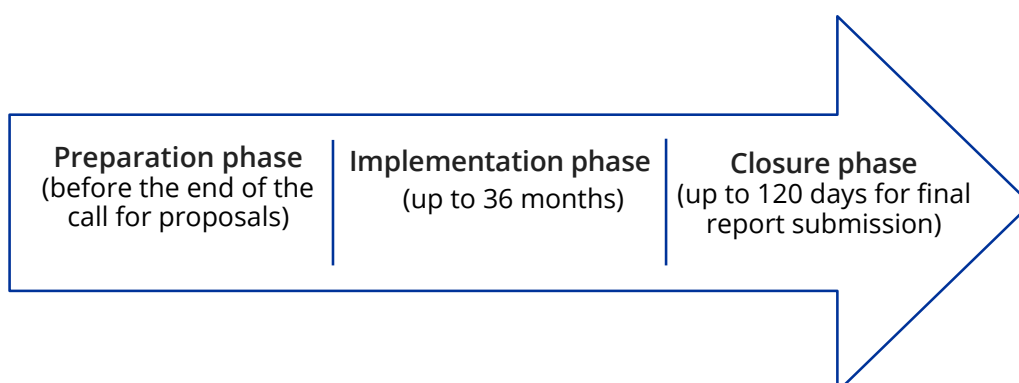 Preparation phase
(before the end of the
call for proposals)
Implementation phase
(up to 36 months)
Closure phase
(up to 120 days for final
report submission)